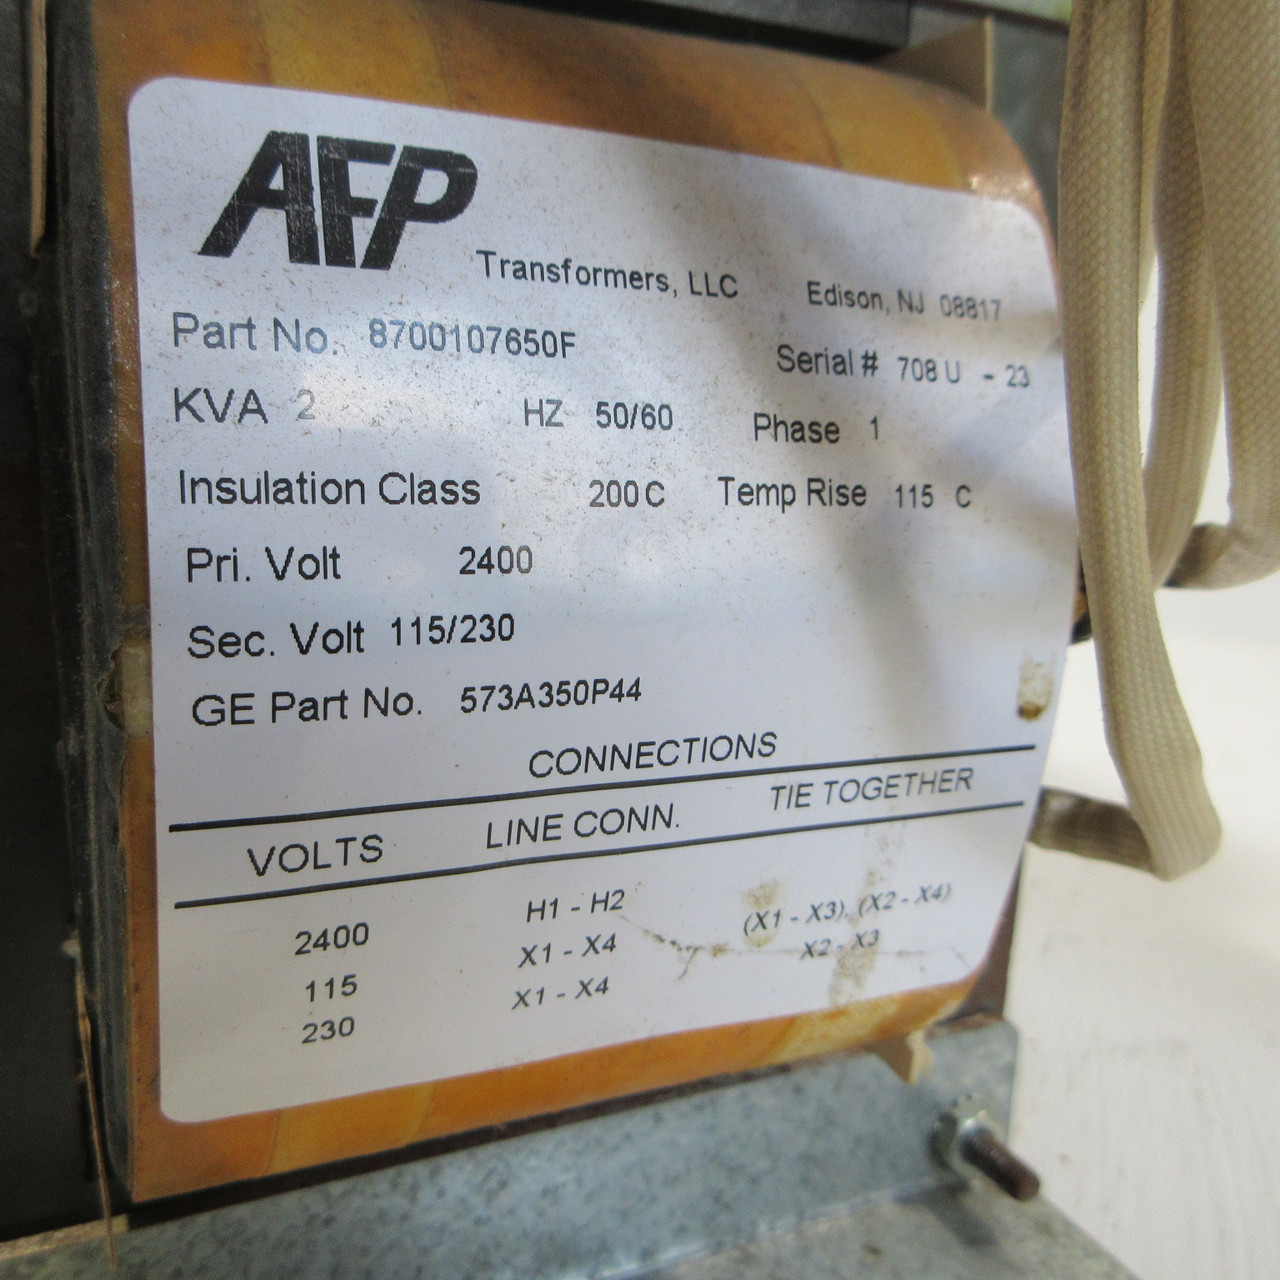 AFP Transformers, LLC Edison, NJ 08817
Part No. 8700107650F Serial # 708 U - 23
KVA 2 HZ 50/60 Phase 1
Insulation Class 200 C Temp Rise 115 C
Pri. Volt 2400
Sec. Volt 115/230
GE Part No. 573A350P44
CONNECTIONS
VOLTS LINE CONN. TIE TOGETHER
2400 H1 - H2
115 X1 - X4 (X1 - X3), (X2 - X4)
230 X1 - X4 X2 - X3